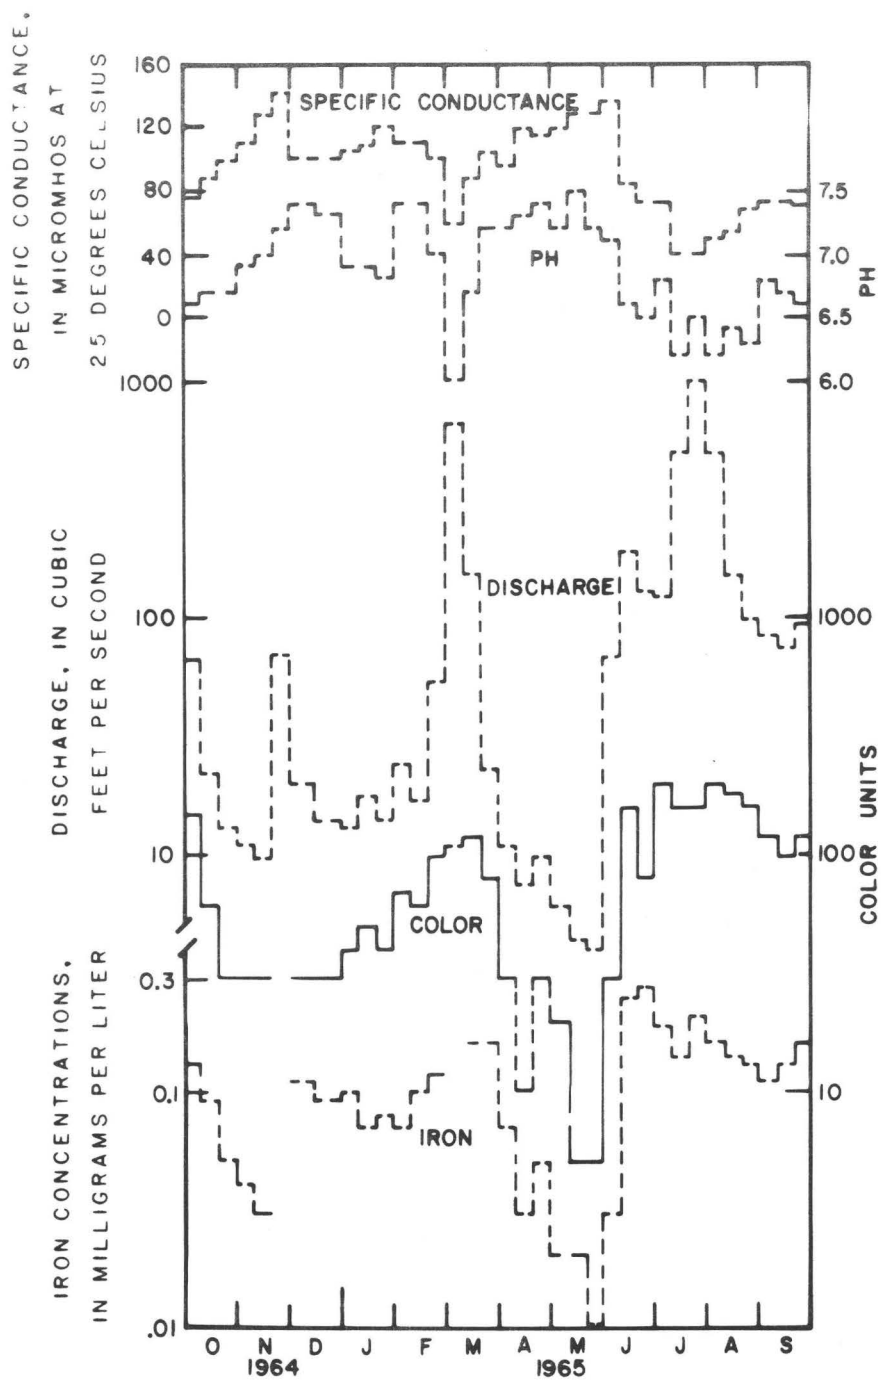 SPECIFIC CONDUCTANCE,
IN MICROMHOS AT
25 DEGREES CELSIUS
160
120
80
40
0
SPECIFIC CONDUCTANCE
PH
7.5
7.0
6.5
6.0
PH
1000
100
10
DISCHARGE, IN CUBIC
FEET PER SECOND
DISCHARGE
1000
100
10
COLOR UNITS
COLOR
0.3
0.1
.01
IRON CONCENTRATIONS,
IN MILLIGRAMS PER LITER
IRON
O N D J F M A M J J A S
1964 1965